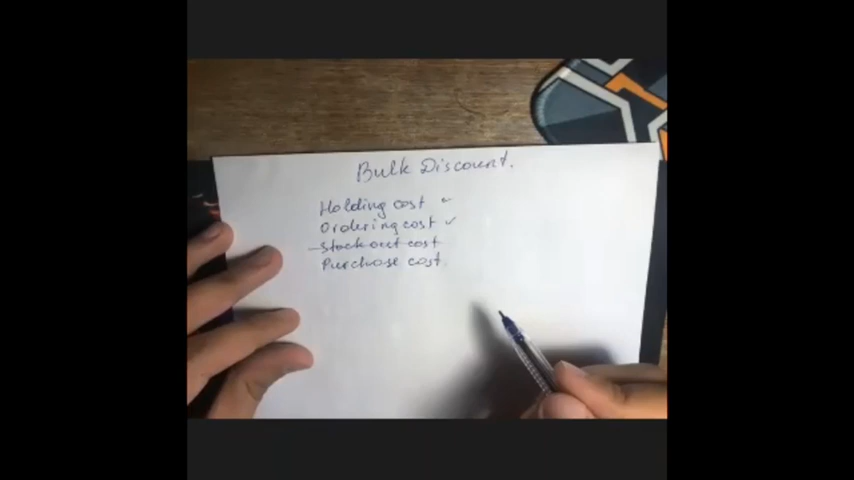 Bulk Discount.
Holding cost ✓
Ordering cost ✓
Stock out cost
Purchase cost.